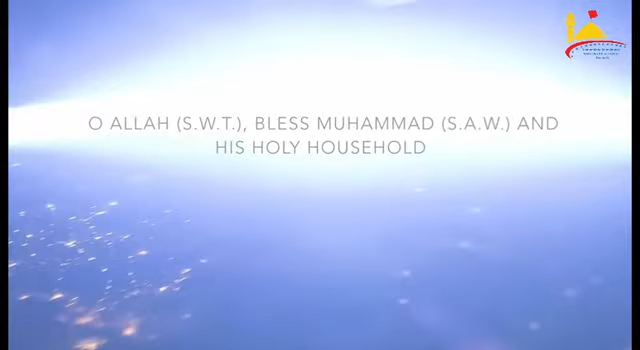 O ALLAH (S.W.T.), BLESS MUHAMMAD (S.A.W.) AND
HIS HOLY HOUSEHOLD